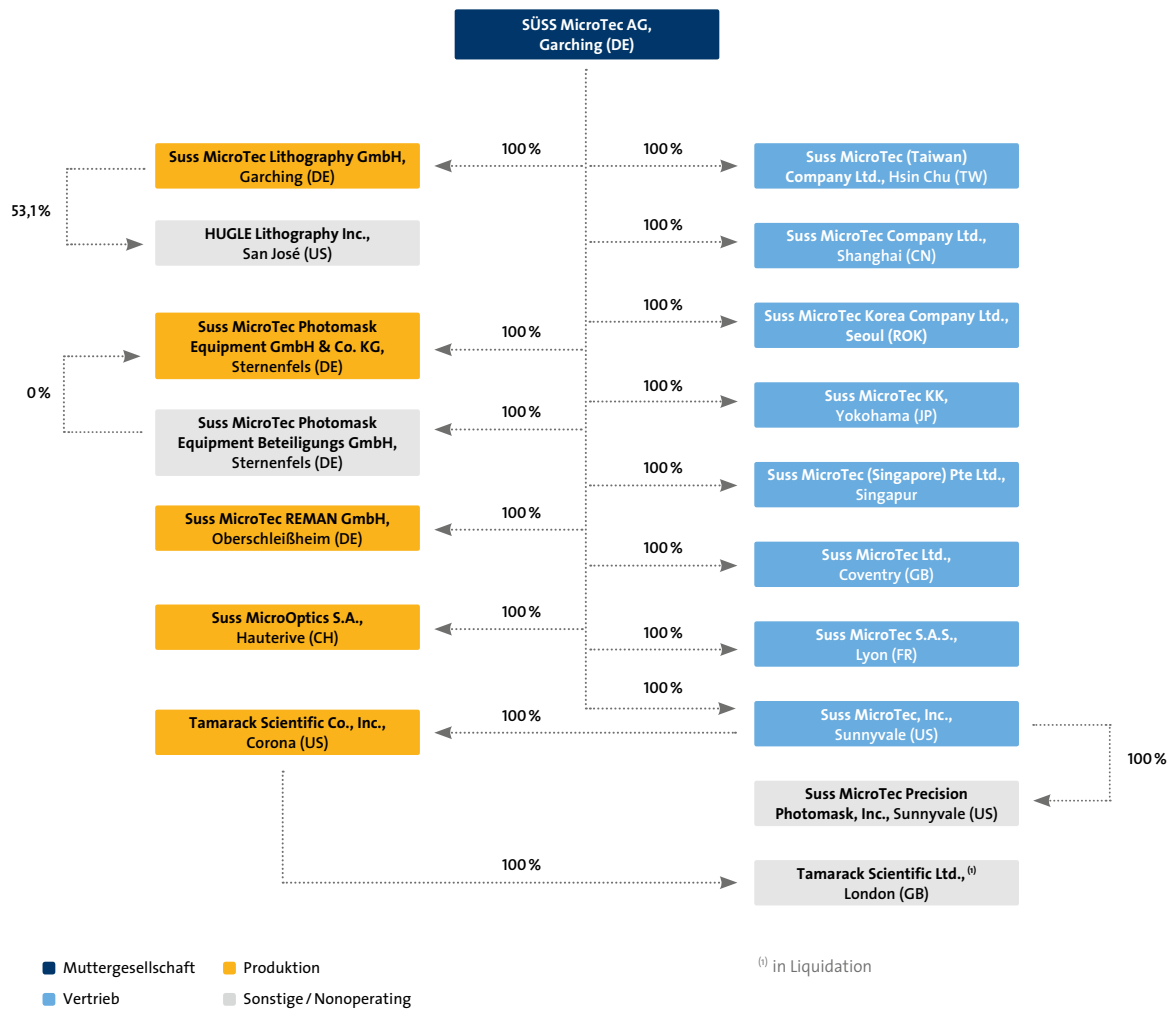 SÜSS MicroTec AG,
Garching (DE)
100 %
100 %
Suss MicroTec Lithography GmbH,
Garching (DE)
Suss MicroTec (Taiwan)
Company Ltd., Hsin Chu (TW)
53,1 %
HUGLE Lithography Inc.,
San José (US)
100 %
Suss MicroTec Company Ltd.,
Shanghai (CN)
100 %
Suss MicroTec Korea Company Ltd.,
Seoul (ROK)
Suss MicroTec Photomask
Equipment GmbH & Co. KG,
Sternenfels (DE)
100 %
0 %
100 %
Suss MicroTec KK,
Yokohama (JP)
Suss MicroTec Photomask
Equipment Beteiligungs GmbH,
Sternenfels (DE)
100 %
100 %
Suss MicroTec (Singapore) Pte Ltd.,
Singapur
Suss MicroTec REMAN GmbH,
Oberschleißheim (DE)
100 %
100 %
Suss MicroTec Ltd.,
Coventry (GB)
Suss MicroOptics S.A.,
Hauterive (CH)
100 %
100 %
Suss MicroTec S.A.S.,
Lyon (FR)
100 %
Suss MicroTec, Inc.,
Sunnyvale (US)
Tamarack Scientific Co., Inc.,
Corona (US)
100 %
100 %
Suss MicroTec Precision
Photomask, Inc., Sunnyvale (US)
100 %
Tamarack Scientific Ltd., (1)
London (GB)
Muttergesellschaft
Produktion
(1) in Liquidation
Vertrieb
Sonstige / Nonoperating